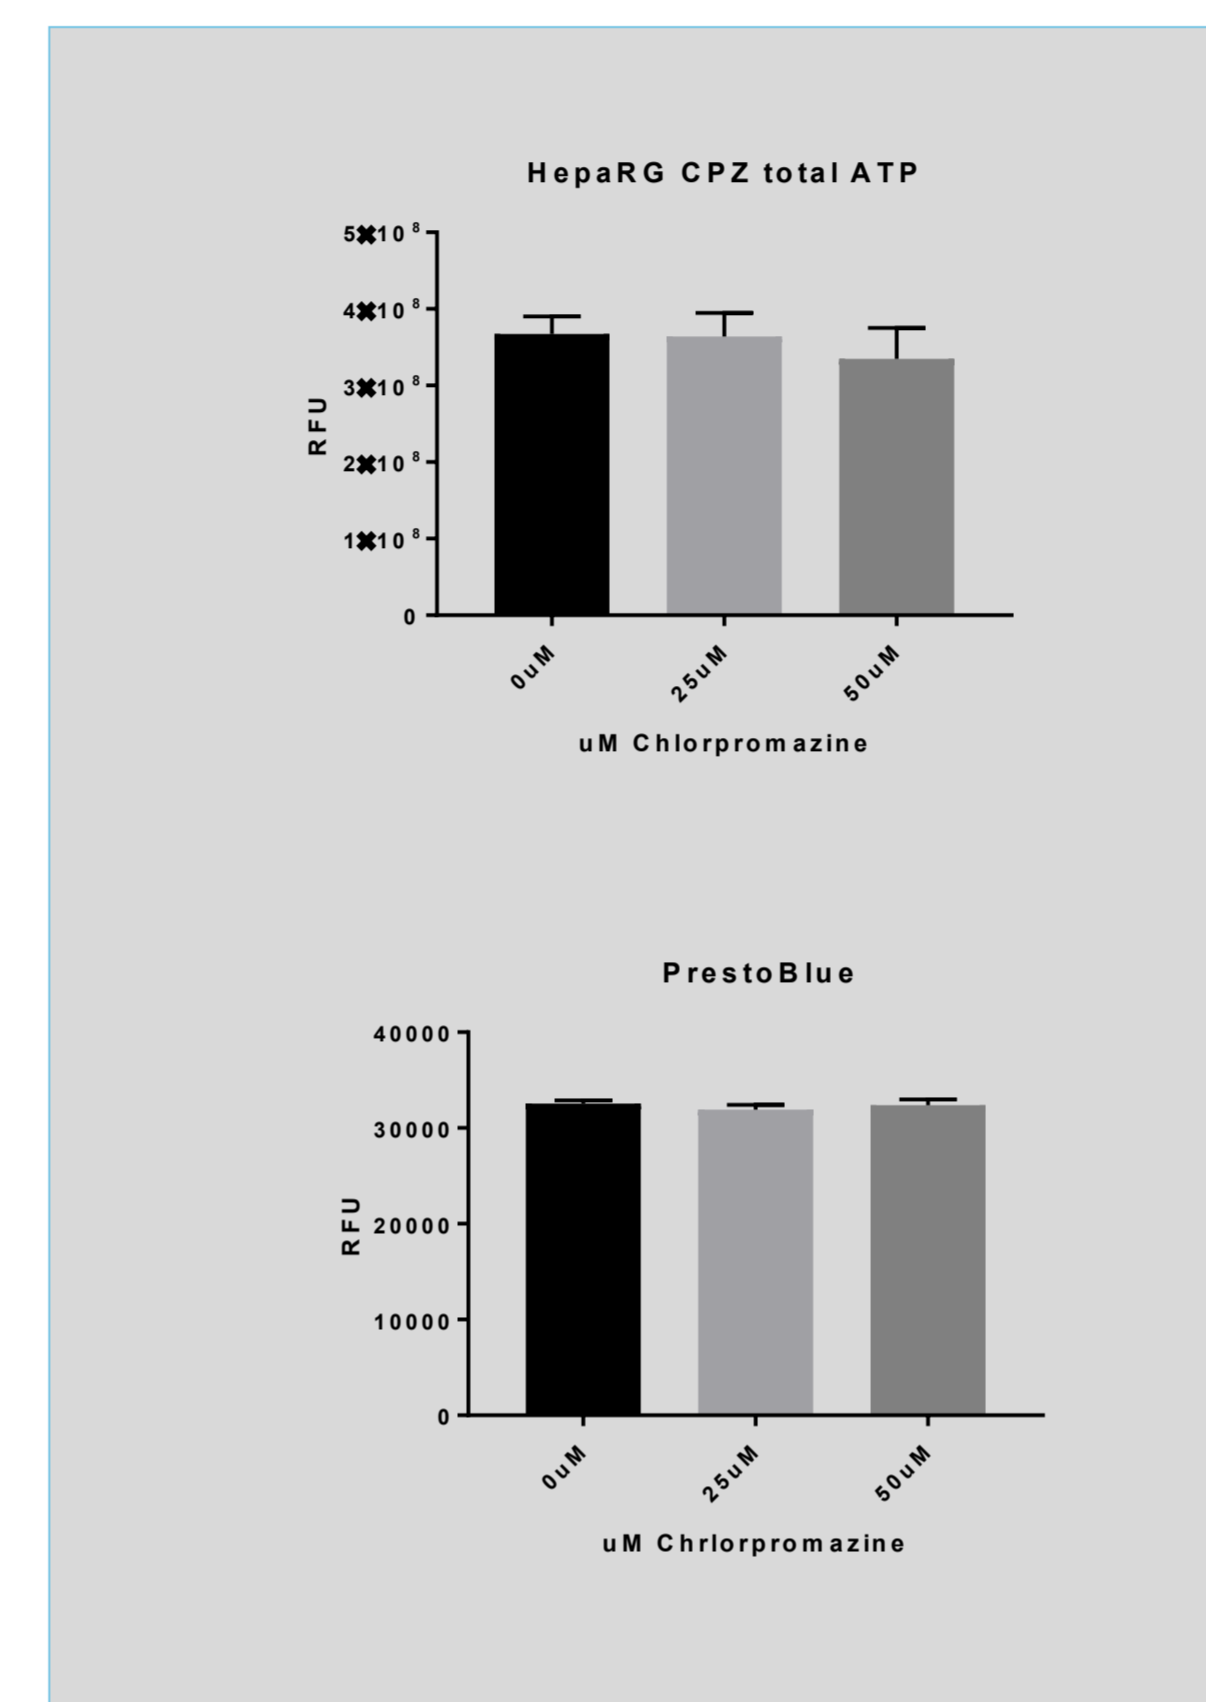 HepaRG CPZ total ATP
5✖10⁸
4✖10⁸
3✖10⁸
2✖10⁸
1✖10⁸
0
RFU
0uM
25uM
50uM
uM Chlorpromazine
PrestoBlue
40000
30000
20000
10000
0
RFU
0uM
25uM
50uM
uM Chrlorpromazine